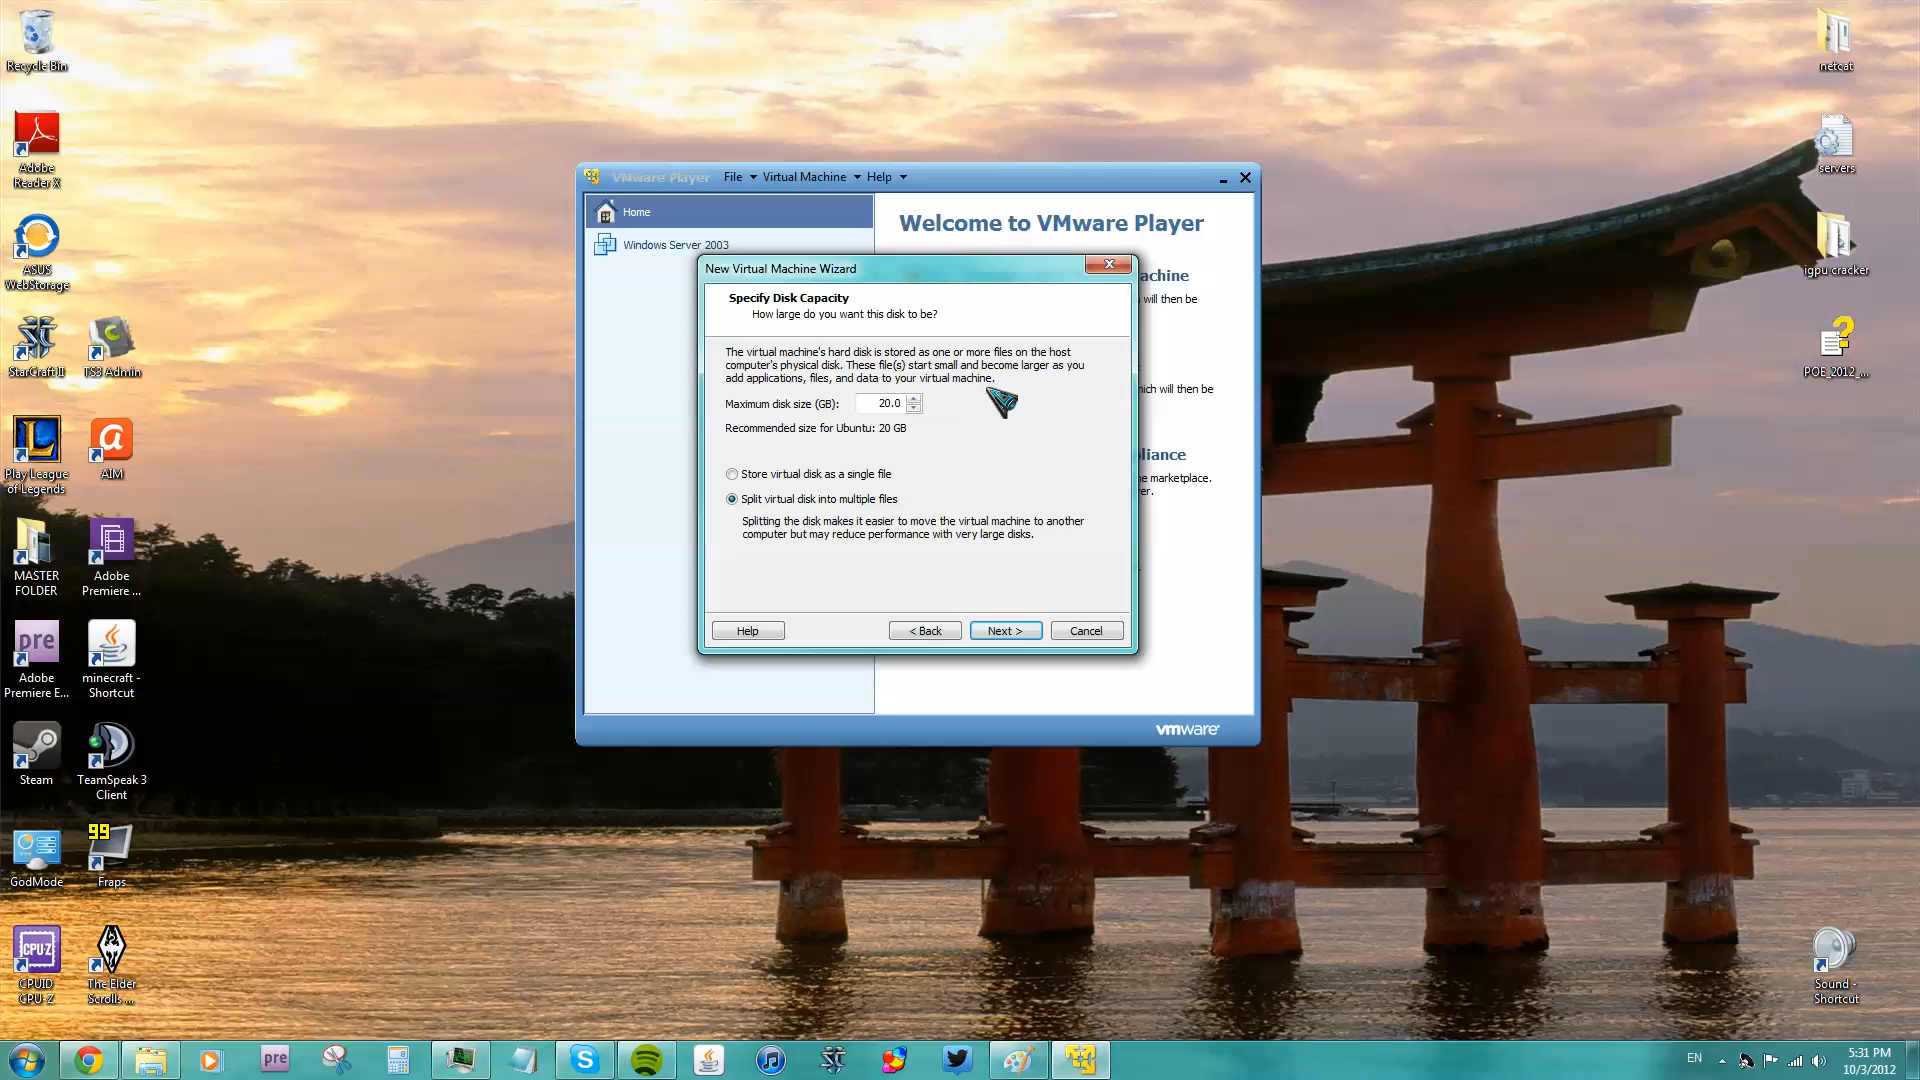 Recycle Bin
Adobe
Reader X
ASUS
WebStorage
StarCraft II
TS3 Admin
Play League
of Legends
AIM
MASTER
FOLDER
Adobe
Premiere ...
pre
Adobe
Premiere E...
minecraft -
Shortcut
Steam
TeamSpeak 3
Client
GodMode
99
Fraps
CPU-Z
CPUID
CPU-Z
The Elder
Scrolls ...
VMware Player File Virtual Machine Help
Home
Windows Server 2003
Welcome to VMware Player
achine
will then be
hich will then be
liance
e marketplace.
er.
vmware
New Virtual Machine Wizard
Specify Disk Capacity
How large do you want this disk to be?
The virtual machine's hard disk is stored as one or more files on the host
computer's physical disk. These file(s) start small and become larger as you
add applications, files, and data to your virtual machine.
Maximum disk size (GB): 20.0
Recommended size for Ubuntu: 20 GB
Store virtual disk as a single file
Split virtual disk into multiple files
Splitting the disk makes it easier to move the virtual machine to another
computer but may reduce performance with very large disks.
Help < Back Next > Cancel
netcat
servers
igpu cracker
POE_2012_...
Sound -
Shortcut
pre
EN
5:31 PM
10/3/2012